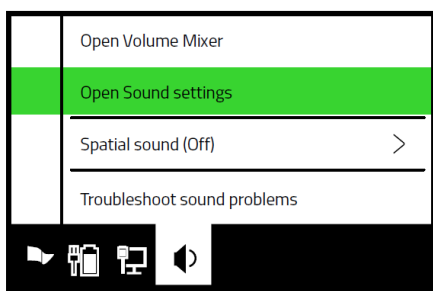 Open Volume Mixer
Open Sound settings
Spatial sound (Off)
Troubleshoot sound problems